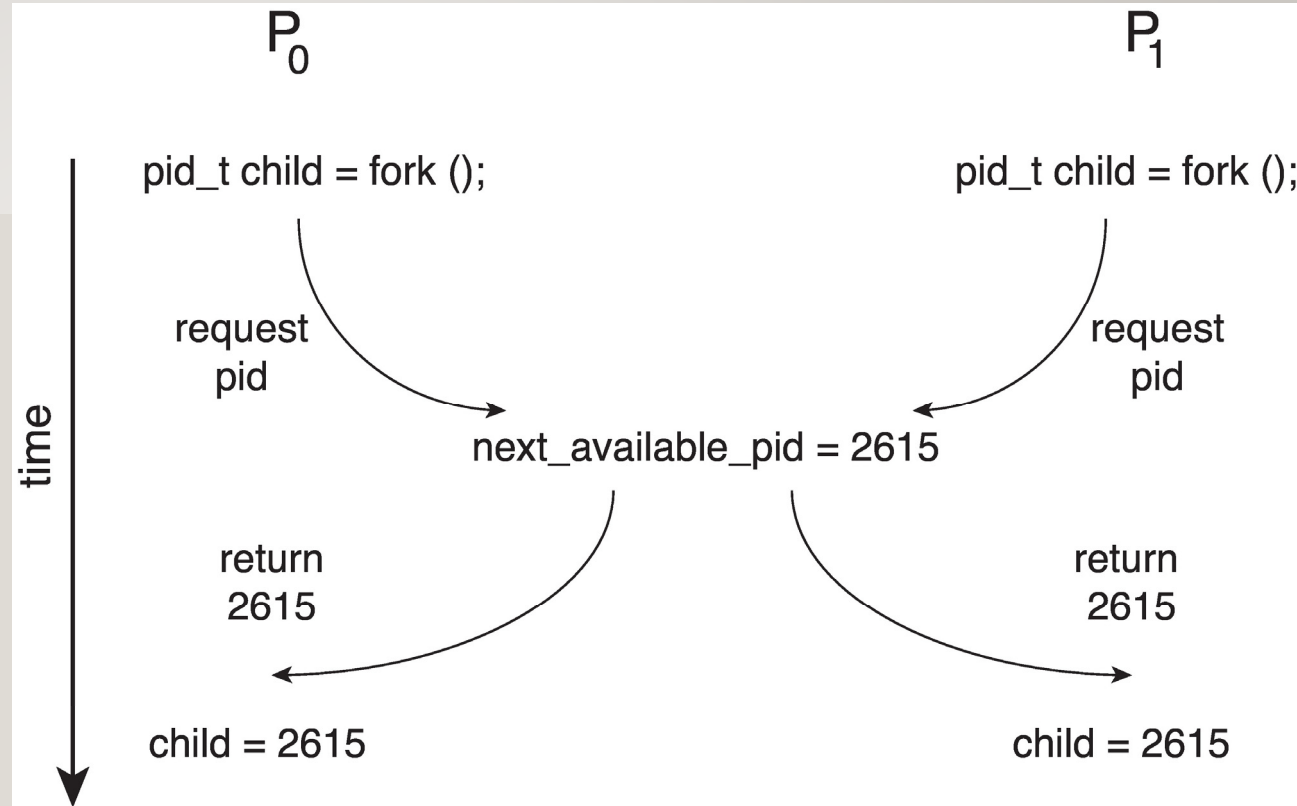 P0
P1
pid_t child = fork ();
pid_t child = fork ();
request
pid
request
pid
time
next_available_pid = 2615
return
2615
return
2615
child = 2615
child = 2615